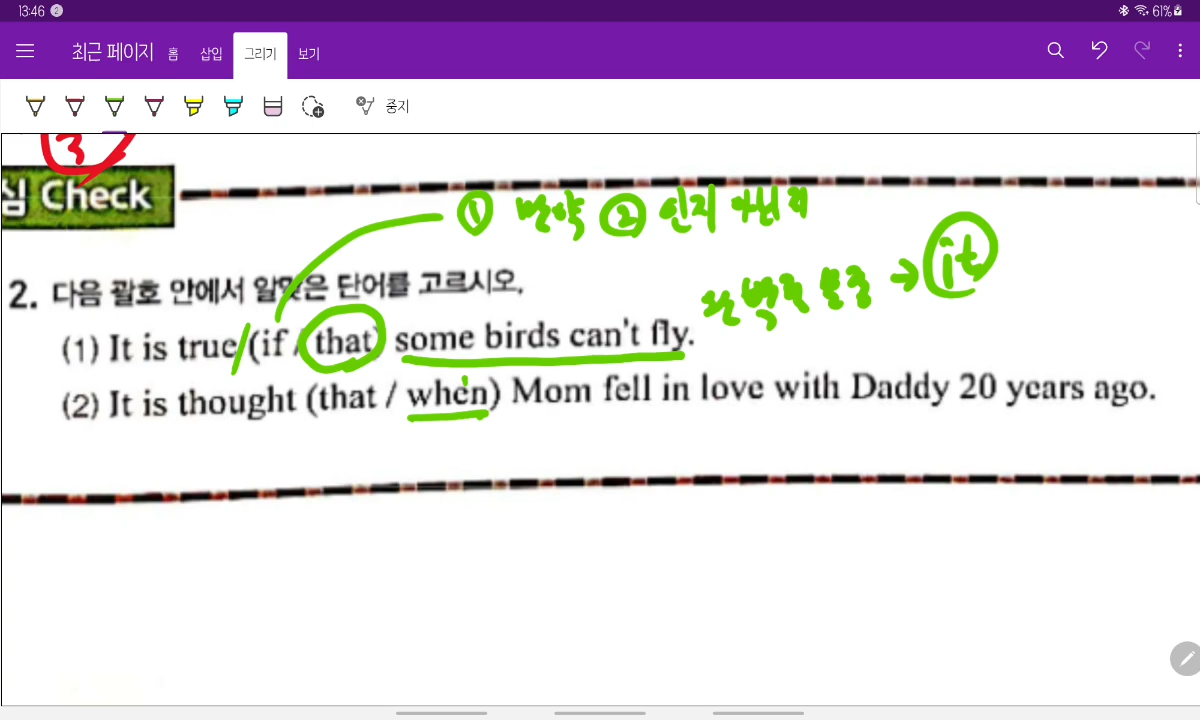 13:46 2 61%
최근 페이지 홈 삽입 그리기 보기
중지
3
심 Check
① 만약 ② 인지 아닌지
2. 다음 괄호 안에서 알맞은 단어를 고르시오.
완벽한 문장 → it
(1) It is true / (if / that) some birds can't fly.
(2) It is thought (that / when) Mom fell in love with Daddy 20 years ago.